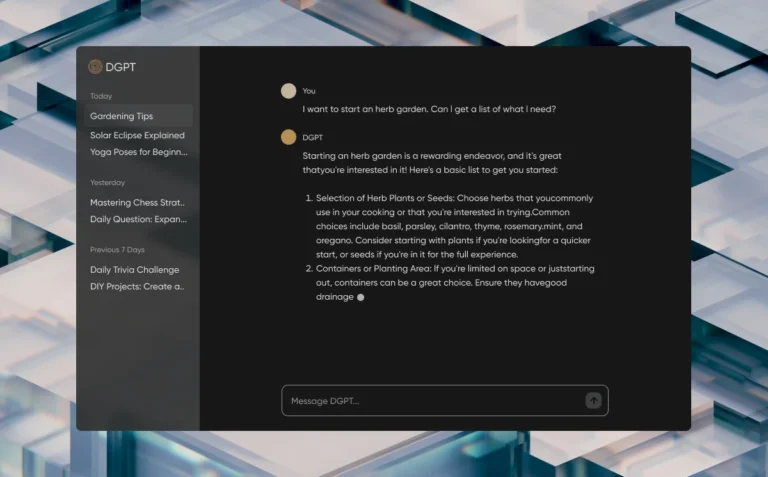 DGPT
Today
Gardening Tips
Solar Eclipse Explained
Yoga Poses for Beginn...
Yesterday
Mastering Chess Strat..
Daily Question: Expan...
Previous 7 Days
Daily Trivia Challenge
DIY Projects: Create a..
You
I want to start an herb garden. Can I get a list of what I need?
DGPT
Starting an herb garden is a rewarding endeavor, and it's great
thatyou're interested in it! Here's a basic list to get you started:
1. Selection of Herb Plants or Seeds: Choose herbs that youcommonly
use in your cooking or that you're interested in trying.Common
choices include basil, parsley, cilantro, thyme, rosemary.mint, and
oregano. Consider starting with plants if you're lookingfor a quicker
start, or seeds if you're in it for the full experience.
2. Containers or Planting Area: If you're limited on space or juststarting
out, containers can be a great choice. Ensure they havegood
drainage
Message DGPT...